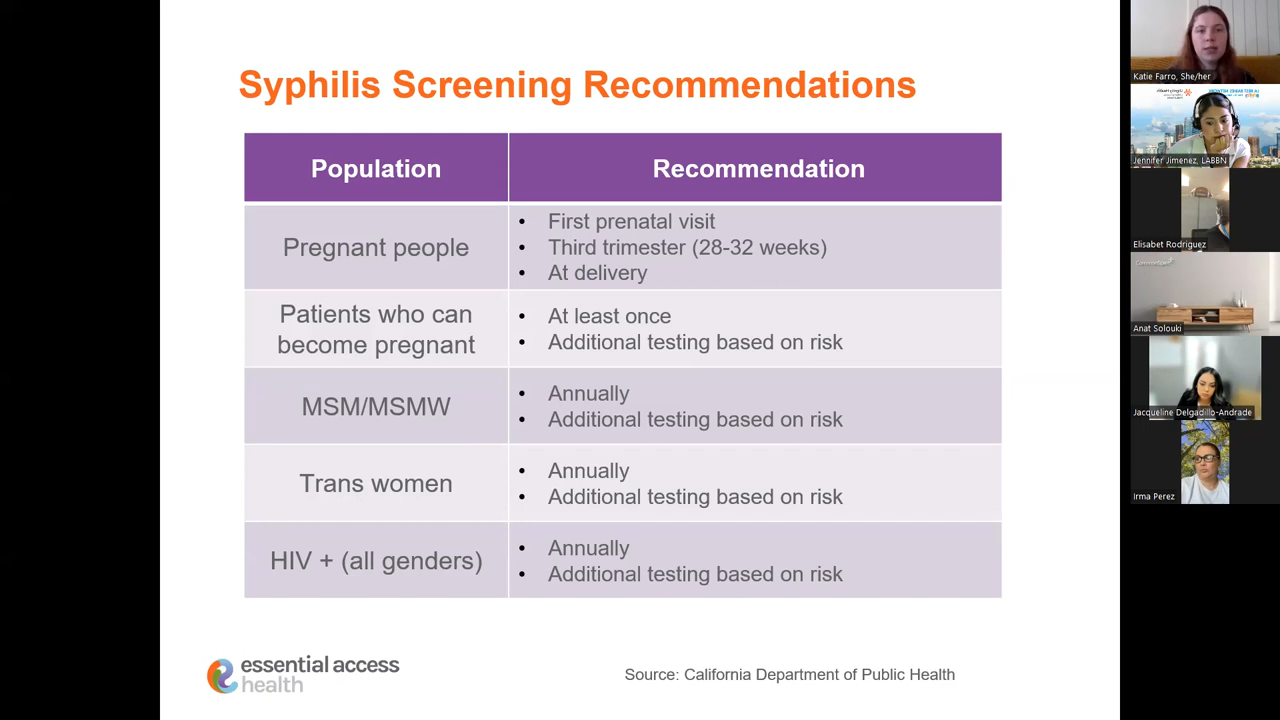 Syphilis Screening Recommendations
Population
Recommendation
Pregnant people
• First prenatal visit
• Third trimester (28-32 weeks)
• At delivery
Patients who can
become pregnant
• At least once
• Additional testing based on risk
MSM/MSMW
• Annually
• Additional testing based on risk
Trans women
• Annually
• Additional testing based on risk
HIV + (all genders)
• Annually
• Additional testing based on risk
essential access
health
Source: California Department of Public Health
Katie Farro, She/her
Jennifer Jimenez, LABBN
Elisabet Rodriguez
Anat Solouki
Jacqueline Delgadillo-Andrade
Irma Perez